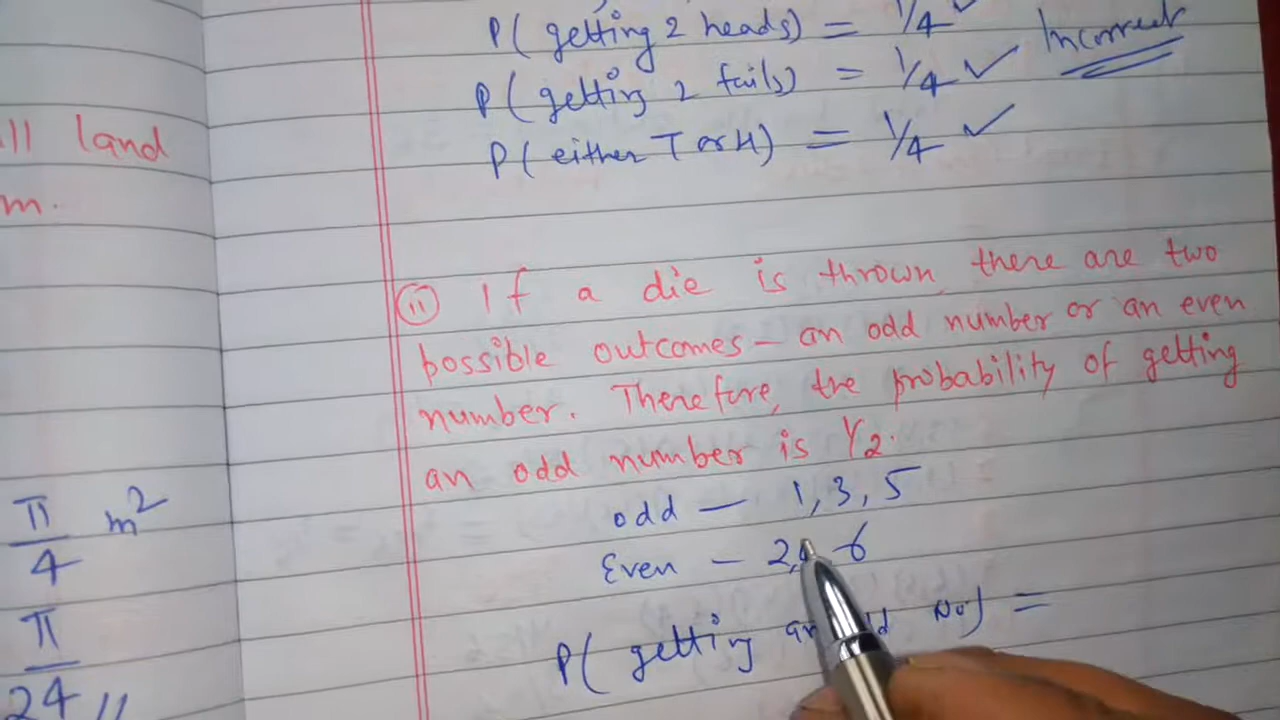 P( getting 2 heads) = 1/4 ✓
Incorrect
P( getting 2 tails) = 1/4 ✓
P( either T or H) = 1/4 ✓
ll land
m.
(ii) If a die is thrown, there are two
possible outcomes - an odd number or an even
number. Therefore, the probability of getting
an odd number is 1/2.
odd — 1, 3, 5
Even - 2, 6
P( getting No) =
π/4 m²
π/24 "